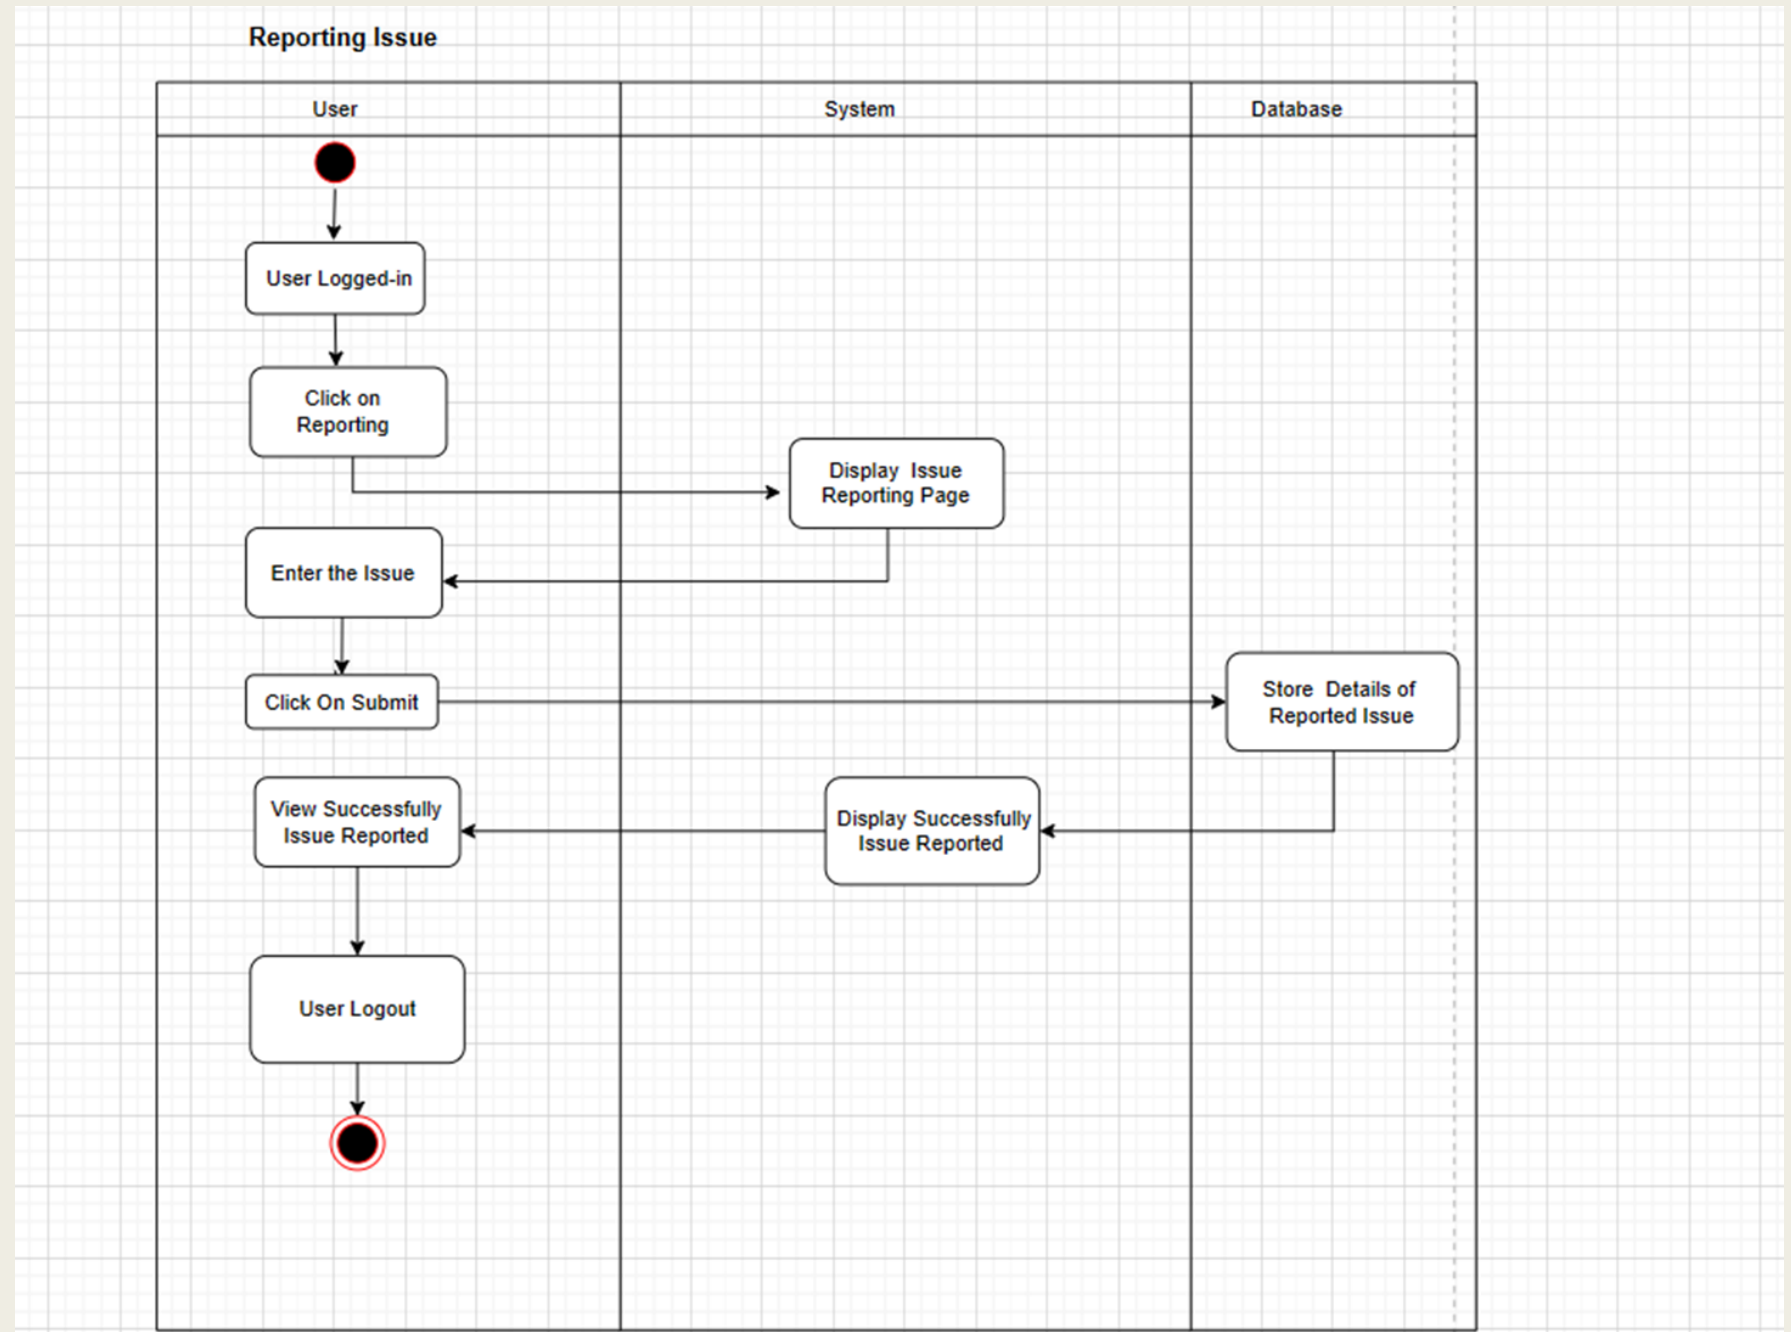 Reporting Issue
User
System
Database
User Logged-in
Click on
Reporting
Display Issue
Reporting Page
Enter the Issue
Click On Submit
Store Details of
Reported Issue
View Successfully
Issue Reported
Display Successfully
Issue Reported
User Logout